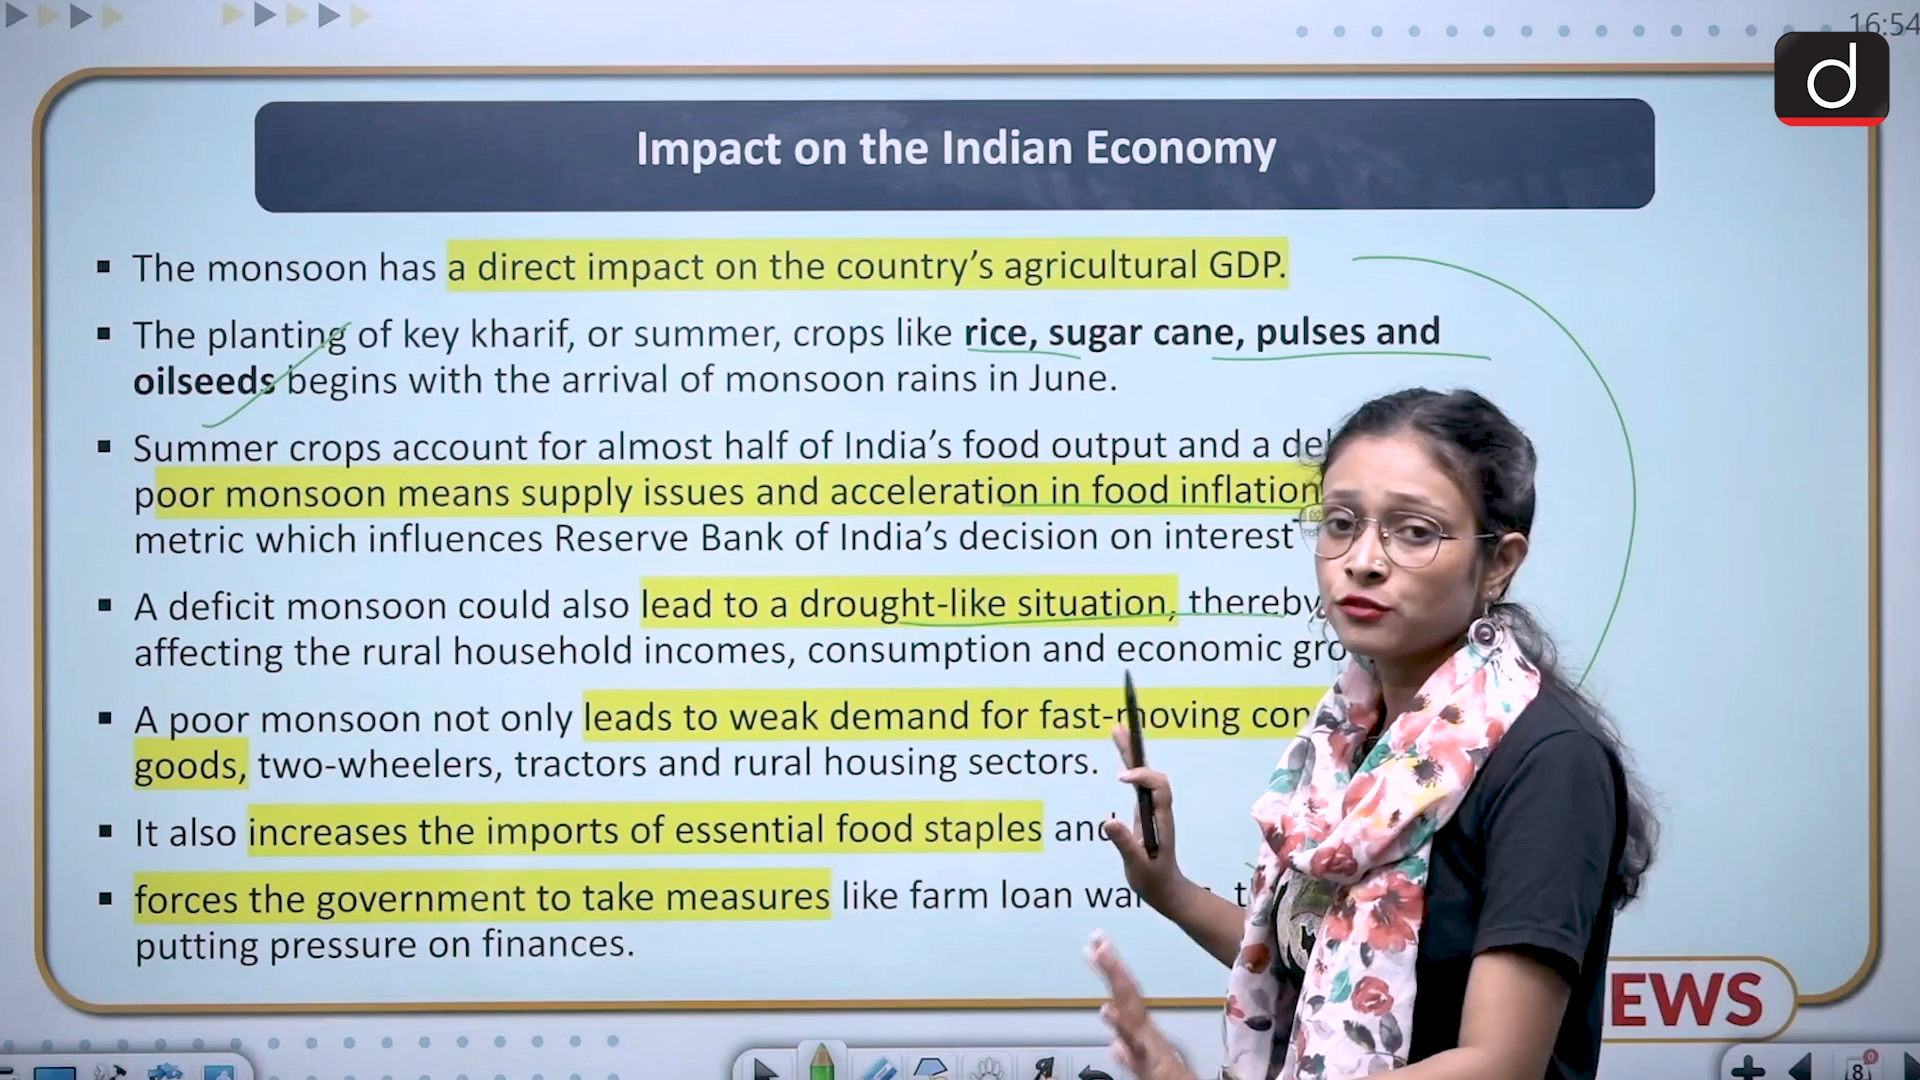 16:54
d
Impact on the Indian Economy
▪ The monsoon has a direct impact on the country's agricultural GDP.
▪ The planting of key kharif, or summer, crops like rice, sugar cane, pulses and
oilseeds begins with the arrival of monsoon rains in June.
▪ Summer crops account for almost half of India's food output and a
poor monsoon means supply issues and acceleration in food inflation
metric which influences Reserve Bank of India's decision on interest
▪ A deficit monsoon could also lead to a drought-like situation, thereby
affecting the rural household incomes, consumption and economic
▪ A poor monsoon not only leads to weak demand for fast-moving
goods, two-wheelers, tractors and rural housing sectors.
▪ It also increases the imports of essential food staples and
▪ forces the government to take measures like farm loan
putting pressure on finances.
EWS
8